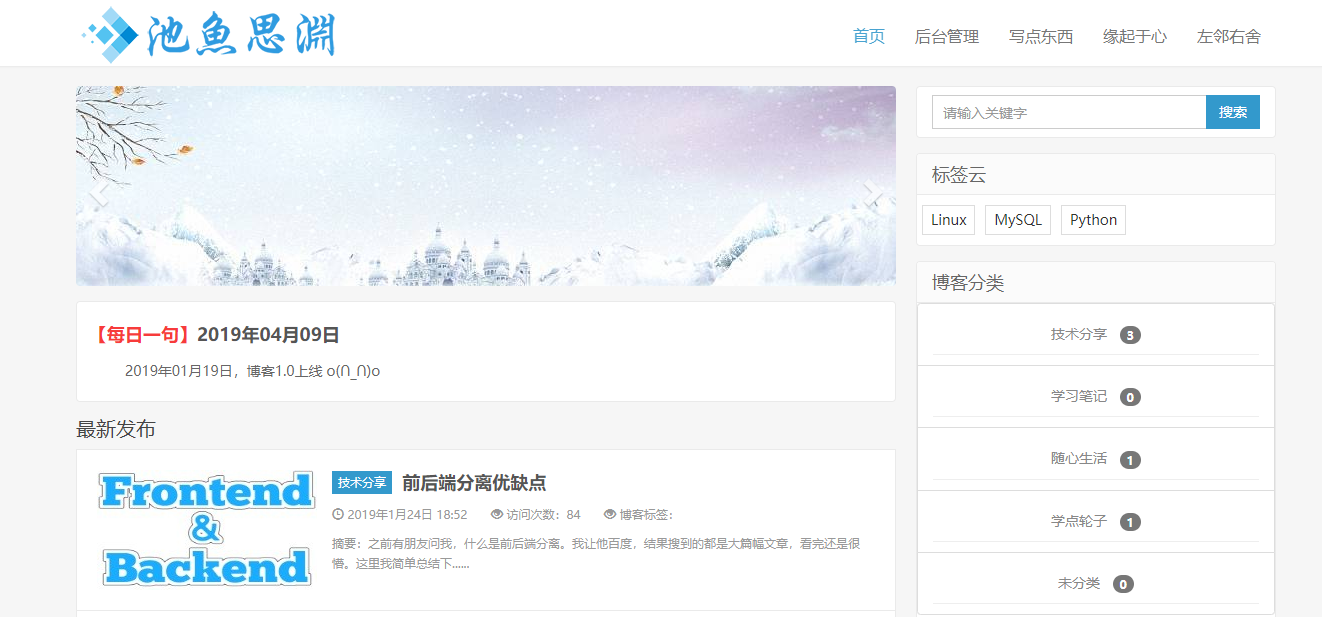 池鱼思渊
首页 后台管理 写点东西 缘起于心 左邻右舍
【每日一句】2019年04月09日
2019年01月19日，博客1.0上线 o(∩_∩)o
最新发布
Frontend
&
Backend
技术分享 前后端分离优缺点
2019年1月24日 18:52 访问次数：84 博客标签：
摘要：之前有朋友问我，什么是前后端分离。我让他百度，结果搜到的都是大篇幅文章，看完还是很
懵。这里我简单总结下......
请输入关键字 搜索
标签云
Linux MySQL Python
博客分类
技术分享 3
学习笔记 0
随心生活 1
学点轮子 1
未分类 0